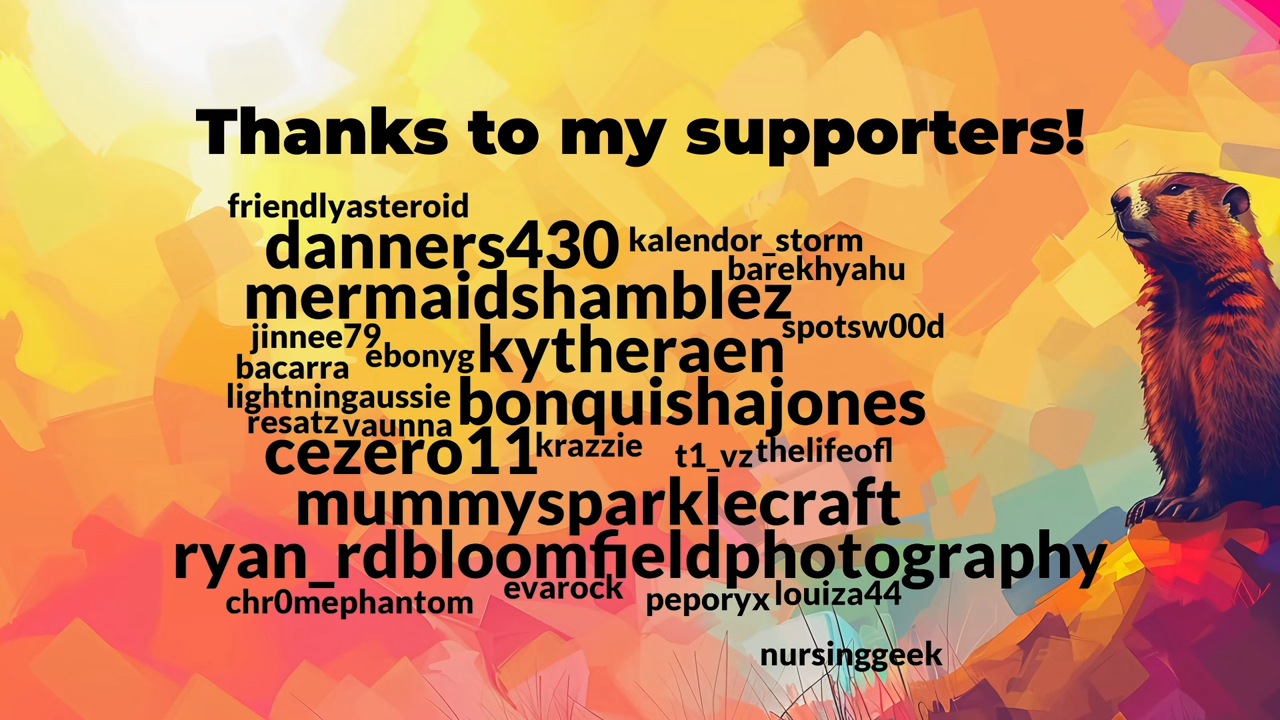 Thanks to my supporters!
friendlyasteroid
danners430 kalendor_storm
barekhyahu
mermaidshamblez
spotsw00d
jinnee79 ebonyg kytheraen
bacarra
lightningaussie bonquishajones
resatz vaunna
cezero11 krazzie t1_vz thelifeofl
mummysparklecraft
ryan_rdbloomfieldphotography
chr0mephantom evarock peporyx louiza44
nursinggeek